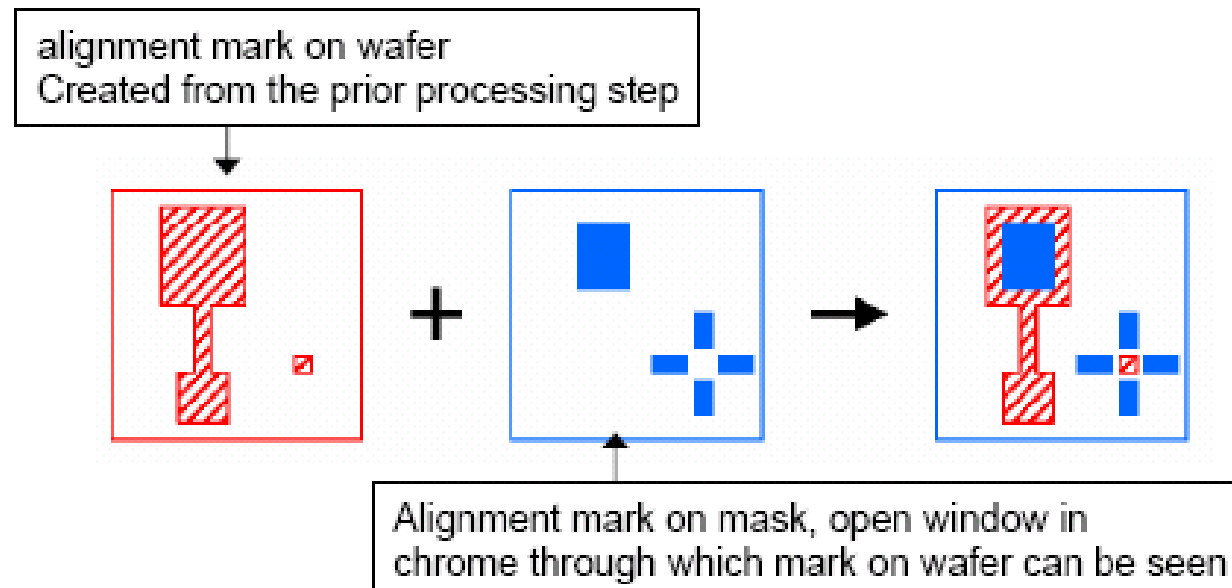 alignment mark on wafer
Created from the prior processing step
Alignment mark on mask, open window in
chrome through which mark on wafer can be seen